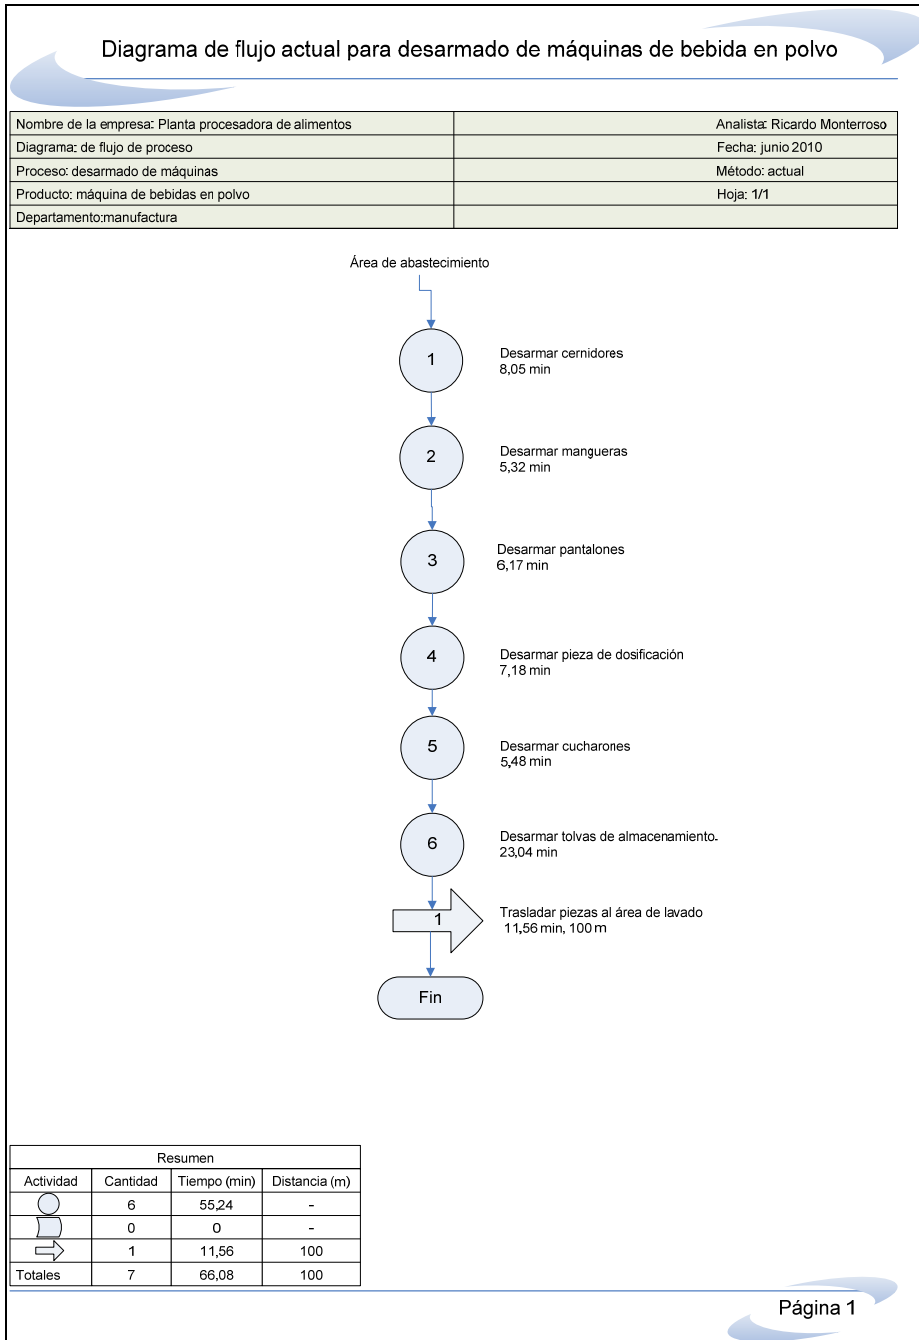 Diagrama de flujo actual para desarmado de máquinas de bebida en polvo
Nombre de la empresa: Planta procesadora de alimentos
Analista: Ricardo Monterroso
Diagrama: de flujo de proceso
Fecha: junio 2010
Proceso: desarmado de máquinas
Método: actual
Producto: máquina de bebidas en polvo
Hoja: 1/1
Departamento:manufactura
Área de abastecimiento
1
Desarmar cernidores
8,05 min
2
Desarmar mangueras
5,32 min
3
Desarmar pantalones
6,17 min
4
Desarmar pieza de dosificación
7,18 min
5
Desarmar cucharones
5,48 min
6
Desarmar tolvas de almacenamiento.
23,04 min
1
Trasladar piezas al área de lavado
11,56 min, 100 m
Fin
Resumen
Actividad Cantidad Tiempo (min) Distancia (m)
6 55,24 -
0 0 -
1 11,56 100
Totales 7 66,08 100
Página 1